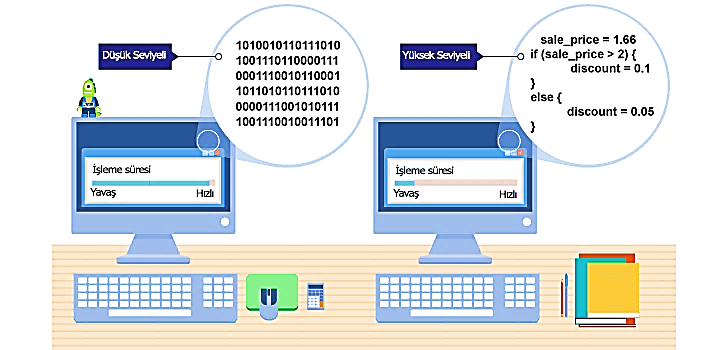 Düşük Seviyeli
1010010110111010
1001110110000111
0001110010110001
1011010110111010
0000111001010111
1001110010011101
İşleme süresi
Yavaş
Hızlı
Yüksek Seviyeli
sale_price = 1.66
if (sale_price > 2) {
discount = 0.1
}
else {
discount = 0.05
}
İşleme süresi
Yavaş
Hızlı